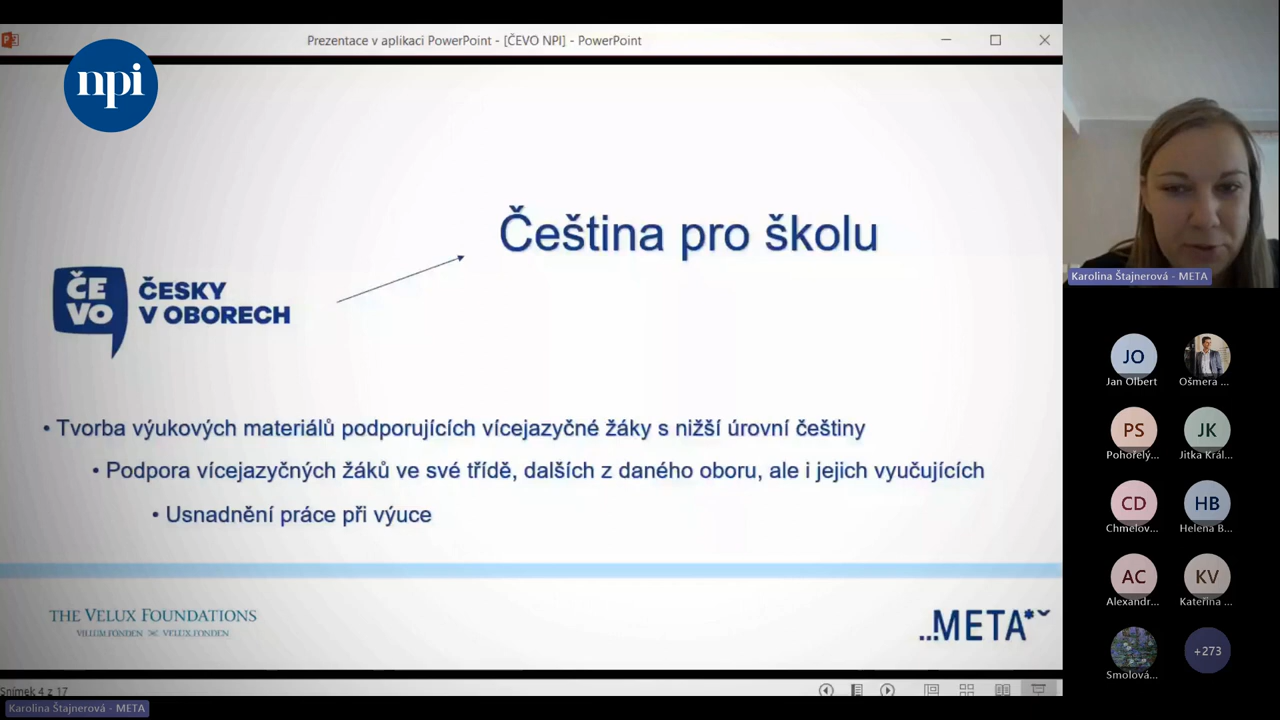 Prezentace v aplikaci PowerPoint - [ČEVO NPI] - PowerPoint
npi
Čeština pro školu
ČE
VO
ČESKY
V OBORECH
• Tvorba výukových materiálů podporujících vícejazyčné žáky s nižší úrovní češtiny
• Podpora vícejazyčných žáků ve své třídě, dalších z daného oboru, ale i jejich vyučujících
• Usnadnění práce při výuce
THE VELUX FOUNDATIONS
VILLUM FONDEN VELUX FONDEN
...META*ˇ
Snímek 4 z 17
Karolina Štajnerová - META
Karolina Štajnerová - META
JO
Jan Olbert
Ošmera ...
PS
Pohořelý...
JK
Jitka Král...
CD
Chmelov...
HB
Helena B...
AC
Alexandr...
KV
Kateřina ...
Smolová...
+273